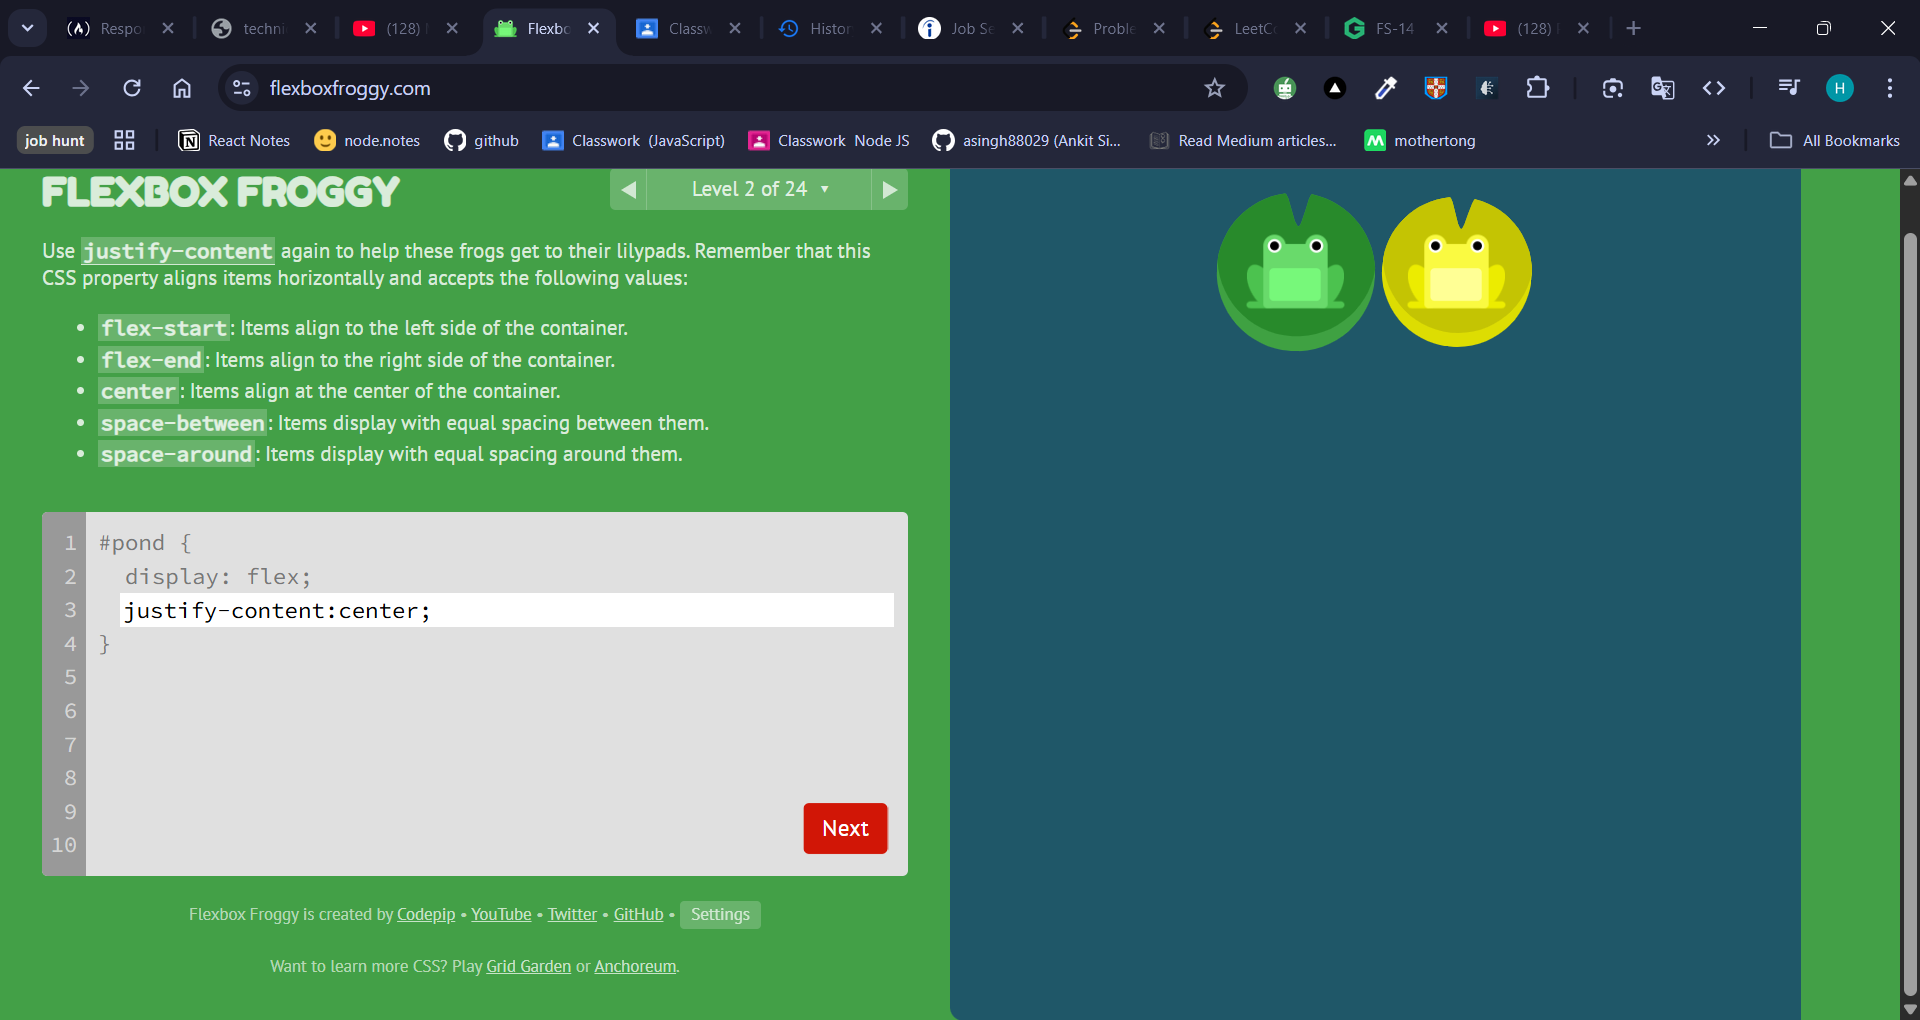 Respo
techni
(128)
Flexbo
Classw
Histor
Job Se
Proble
LeetCo
FS-14
(128)
flexboxfroggy.com
H
job hunt
React Notes
node.notes
github
Classwork (JavaScript)
Classwork Node JS
asingh88029 (Ankit Si...
Read Medium articles...
mothertong
»
All Bookmarks
FLEXBOX FROGGY
Level 2 of 24
Use justify-content again to help these frogs get to their lilypads. Remember that this
CSS property aligns items horizontally and accepts the following values:
• flex-start: Items align to the left side of the container.
• flex-end: Items align to the right side of the container.
• center: Items align at the center of the container.
• space-between: Items display with equal spacing between them.
• space-around: Items display with equal spacing around them.
1 #pond {
2 display: flex;
3 justify-content:center;
4 }
5
6
7
8
9
10
Next
Flexbox Froggy is created by Codepip • YouTube • Twitter • GitHub • Settings
Want to learn more CSS? Play Grid Garden or Anchoreum.